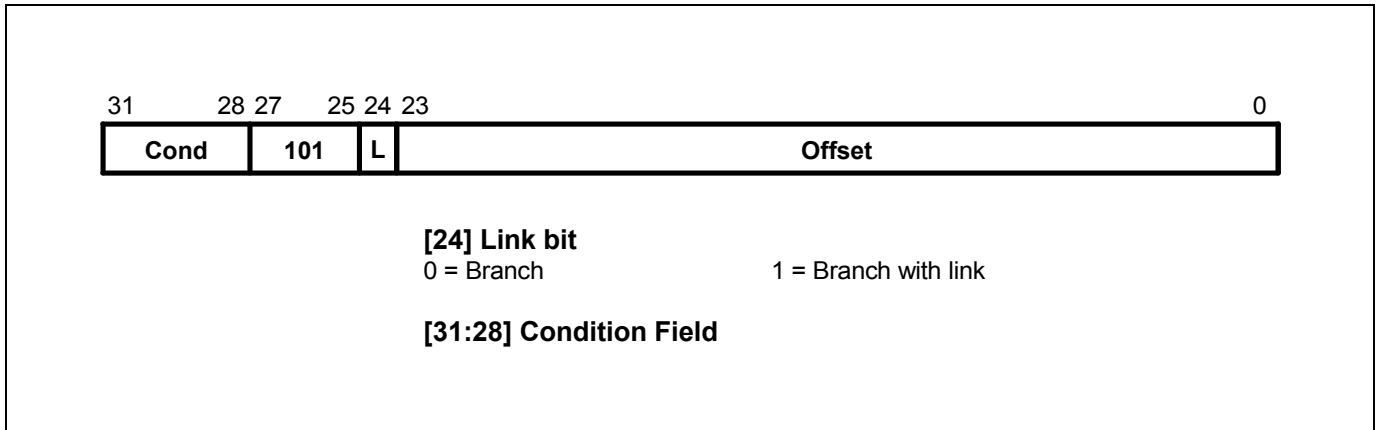 31 28 27 25 24 23 0
Cond 101 L Offset
[24] Link bit
0 = Branch 1 = Branch with link
[31:28] Condition Field